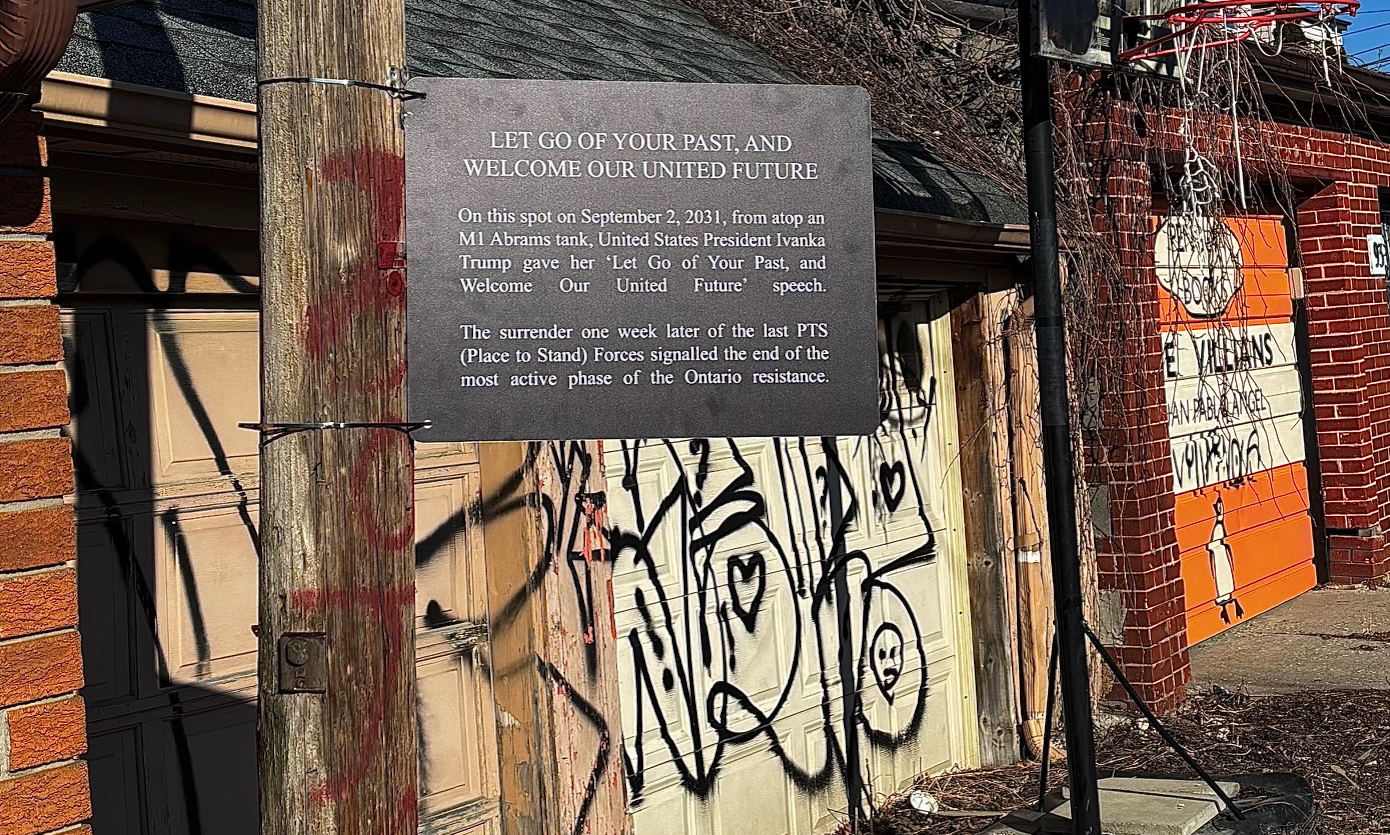 LET GO OF YOUR PAST, AND
WELCOME OUR UNITED FUTURE
On this spot on September 2, 2031, from atop an
M1 Abrams tank, United States President Ivanka
Trump gave her ‘Let Go of Your Past, and
Welcome Our United Future’ speech.
The surrender one week later of the last PTS
(Place to Stand) Forces signalled the end of the
most active phase of the Ontario resistance.
VILLIANS
PABLO ANGEL